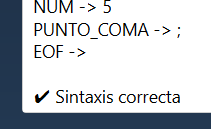 NUM -> 5
PUNTO_COMA -> ;
EOF ->
✔ Sintaxis correcta